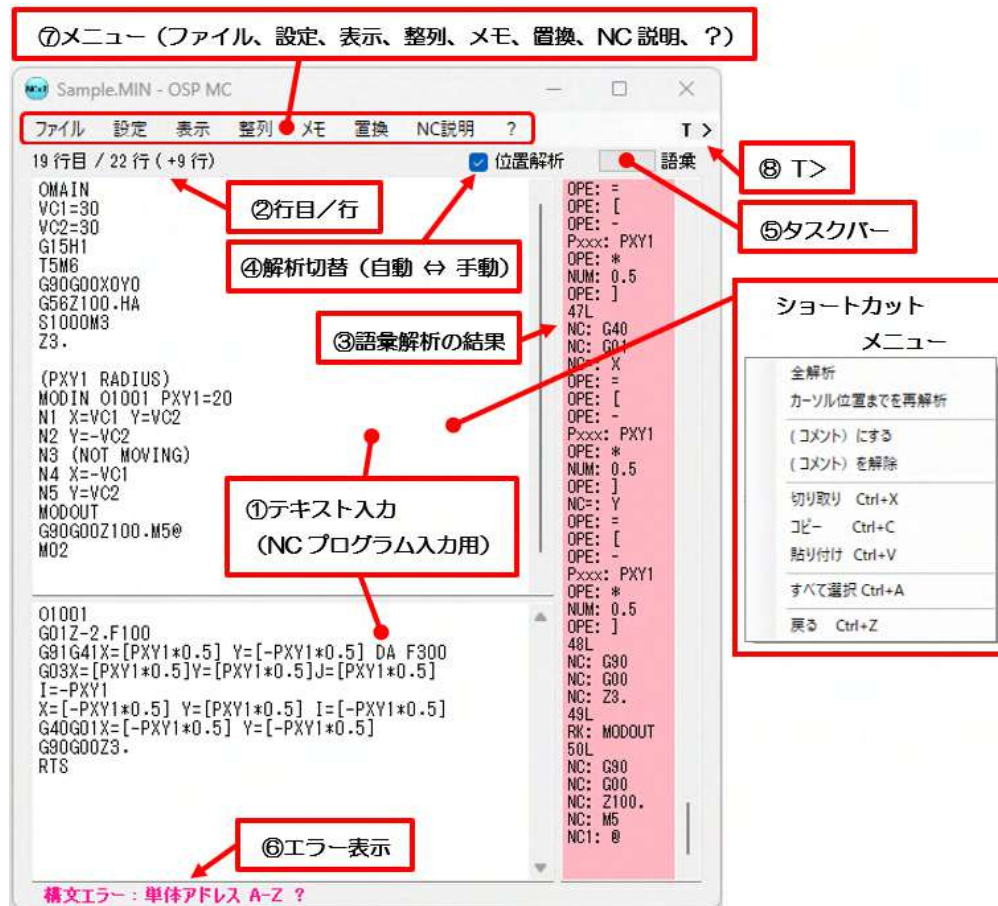 ⑦メニュー（ファイル、設定、表示、整列、メモ、置換、NC説明、？）
Sample.MIN - OSP MC
ファイル 設定 表示 整列 メモ 置換 NC説明 ?
T >
19 行目 / 22 行 ( +9 行)
位置解析
語彙
⑧ T＞
②行目／行
⑤タスクバー
④解析切替（自動 ⇔ 手動）
③語彙解析の結果
OMAIN
VC1=30
VC2=30
G15H1
T5M6
G90G00X0Y0
G56Z100.HA
S1000M3
Z3.
(PXY1 RADIUS)
MODIN O1001 PXY1=20
N1 X=VC1 Y=VC2
N2 Y=-VC2
N3 (NOT MOVING)
N4 X=-VC1
N5 Y=VC2
MODOUT
G90G00Z100.M5@
M02
①テキスト入力
（NCプログラム入力用）
O1001
G01Z-2.F100
G91G41X=[PXY1*0.5] Y=[-PXY1*0.5] DA F300
G03X=[PXY1*0.5]Y=[PXY1*0.5]J=[PXY1*0.5]
I=-PXY1
X=[-PXY1*0.5] Y=[PXY1*0.5] I=[-PXY1*0.5]
G40G01X=[-PXY1*0.5] Y=[-PXY1*0.5]
G90G00Z3.
RTS
⑥エラー表示
構文エラー：単体アドレス A-Z ?
OPE: =
OPE: [
OPE: -
Pxxx: PXY1
OPE: *
NUM: 0.5
OPE: ]
47L
NC: G40
NC: G01
NC=: X
OPE: =
OPE: [
OPE: -
Pxxx: PXY1
OPE: *
NUM: 0.5
OPE: ]
NC=: Y
OPE: =
OPE: [
OPE: -
Pxxx: PXY1
OPE: *
NUM: 0.5
OPE: ]
48L
NC: G90
NC: G00
NC: Z3.
49L
RK: MODOUT
50L
NC: G90
NC: G00
NC: Z100.
NC: M5
NC1: @
ショートカット
メニュー
全解析
カーソル位置までを再解析
(コメント) にする
(コメント) を解除
切り取り Ctrl+X
コピー Ctrl+C
貼り付け Ctrl+V
すべて選択 Ctrl+A
戻る Ctrl+Z